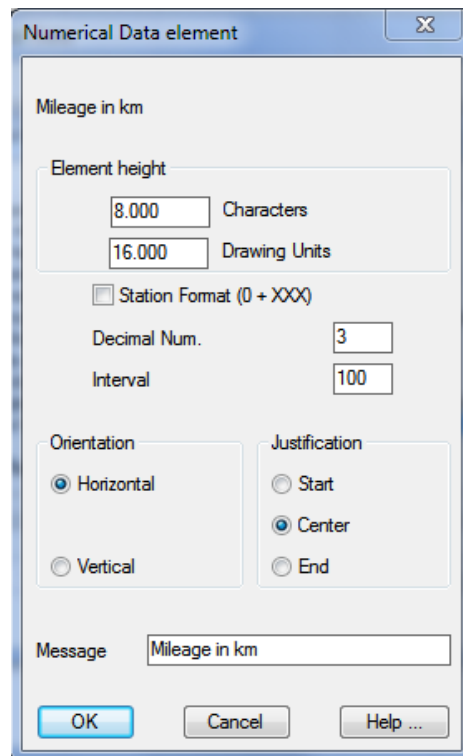 Numerical Data element
Mileage in km
Element height
8.000 Characters
16.000 Drawing Units
Station Format (0 + XXX)
Decimal Num. 3
Interval 100
Orientation Justification
Horizontal Start
Center
Vertical End
Message Mileage in km
OK Cancel Help ...